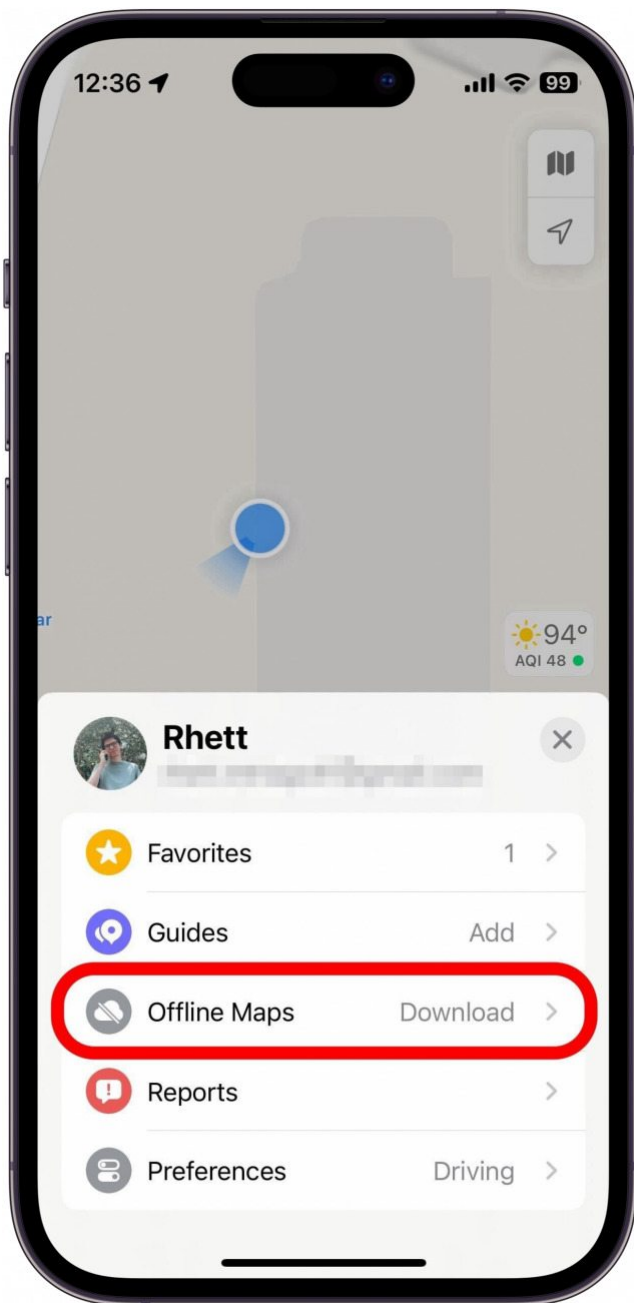 12:36
99
ar
94°
AQI 48
Rhett
Favorites 1
Guides Add
Offline Maps Download
Reports
Preferences Driving